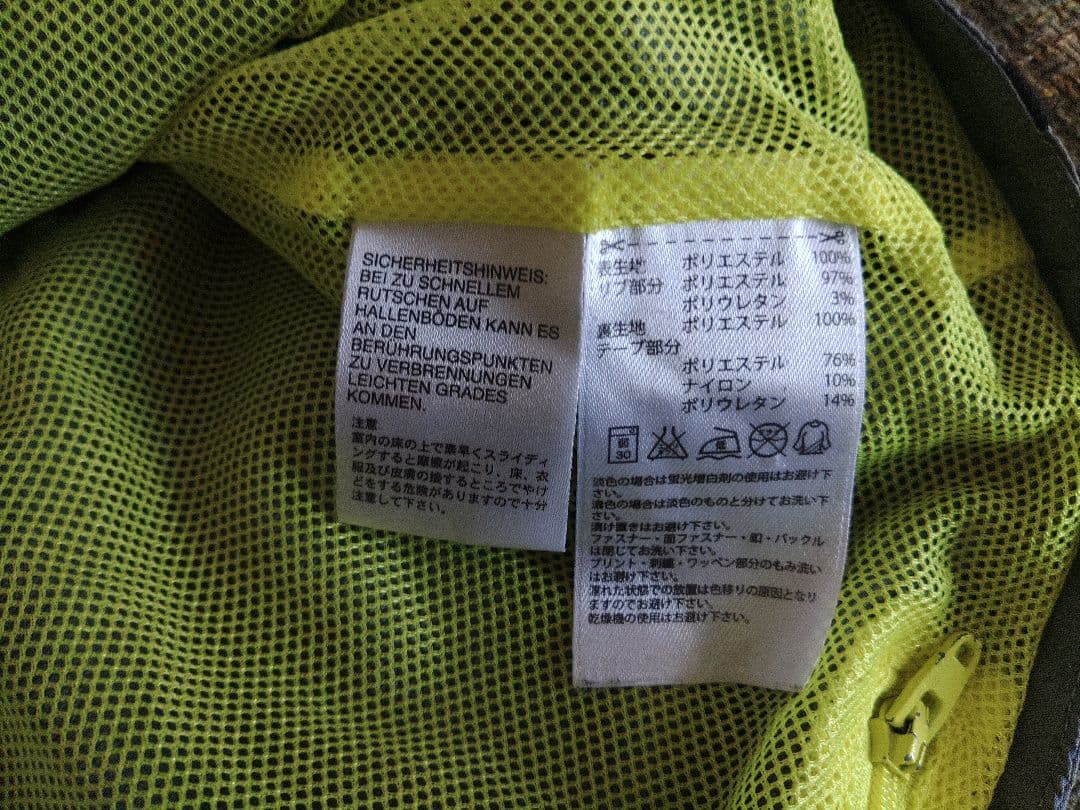 SICHERHEITSHINWEIS:
BEI ZU SCHNELLEM
RUTSCHEN AUF
HALLENBÖDEN KANN ES
AN DEN
BERÜHRUNGSPUNKTEN
ZU VERBRENNUNGEN
LEICHTEN GRADES
KOMMEN.
注意
室内の床の上で素早くスライディ
ングすると摩擦が起こり、床、衣
服及び皮膚の接するところでやけ
どをする危険がありますので十分
注意して下さい。
表生地 ポリエステル 100%
リブ部分 ポリエステル 97%
ポリウレタン 3%
裏生地 ポリエステル 100%
テープ部分
ポリエステル 76%
ナイロン 10%
ポリウレタン 14%
弱 30 低
淡色の場合は蛍光増白剤の使用はお避け下
さい。
濃色の場合は淡色のものと分けてお洗い下
さい。
漬け置きはお避け下さい。
ファスナー・面ファスナー・釦・バックル
は閉じてお洗い下さい。
プリント・刺繍・ワッペン部分のもみ洗い
はお避け下さい。
濡れた状態での放置は色移りの原因となり
ますのでお避け下さい。
乾燥機の使用はお避け下さい。